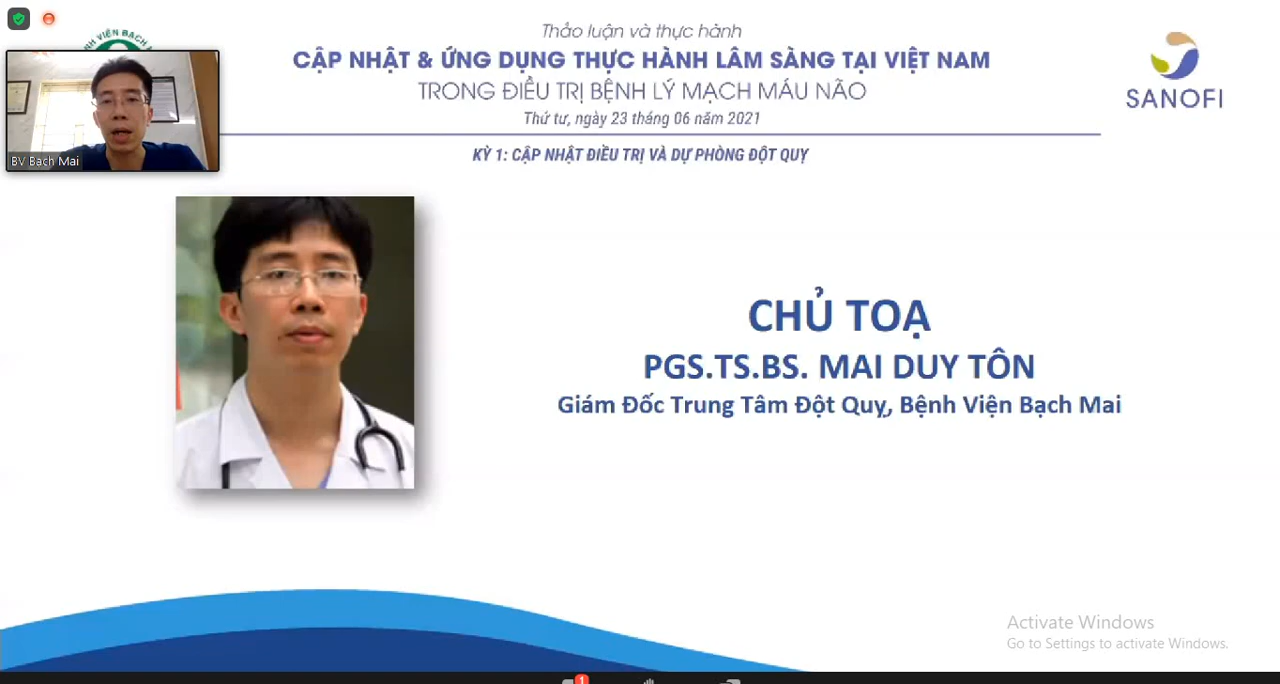 Thảo luận và thực hành
CẬP NHẬT & ỨNG DỤNG THỰC HÀNH LÂM SÀNG TẠI VIỆT NAM
TRONG ĐIỀU TRỊ BỆNH LÝ MẠCH MÁU NÃO
Thứ tư, ngày 23 tháng 06 năm 2021
SANOFI
KỲ 1: CẬP NHẬT ĐIỀU TRỊ VÀ DỰ PHÒNG ĐỘT QUỴ
BV Bach Mai
CHỦ TOẠ
PGS.TS.BS. MAI DUY TÔN
Giám Đốc Trung Tâm Đột Quỵ, Bệnh Viện Bạch Mai
Activate Windows
Go to Settings to activate Windows.
1